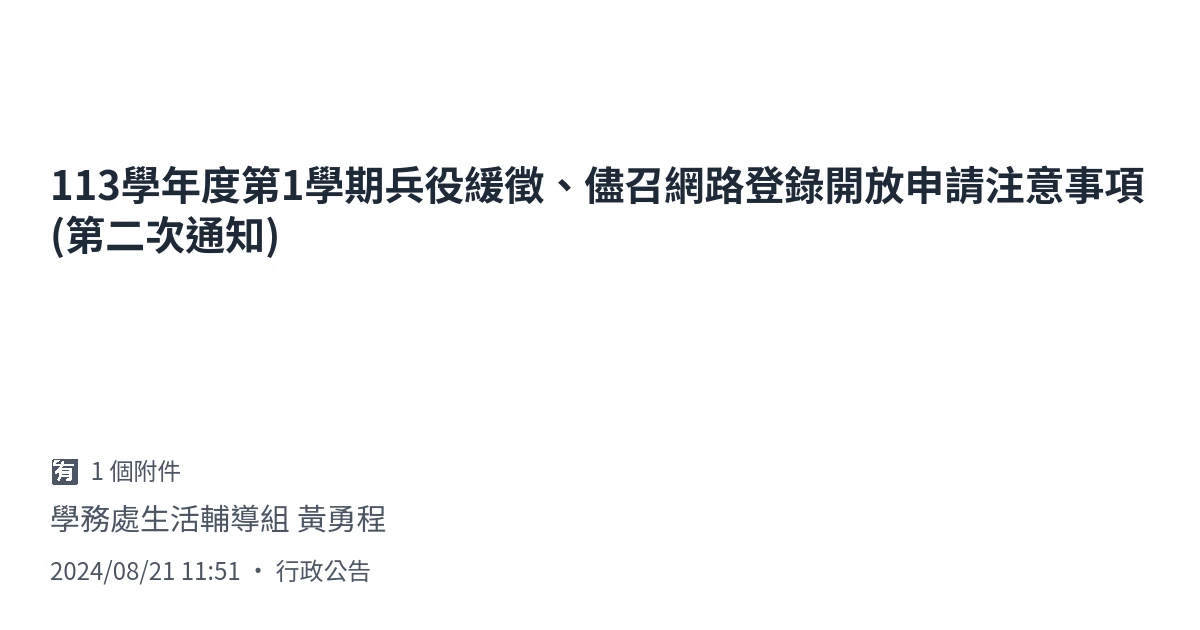 113學年度第1學期兵役緩徵、儘召網路登錄開放申請注意事項
(第二次通知)
有 1 個附件
學務處生活輔導組 黃勇程
2024/08/21 11:51 · 行政公告